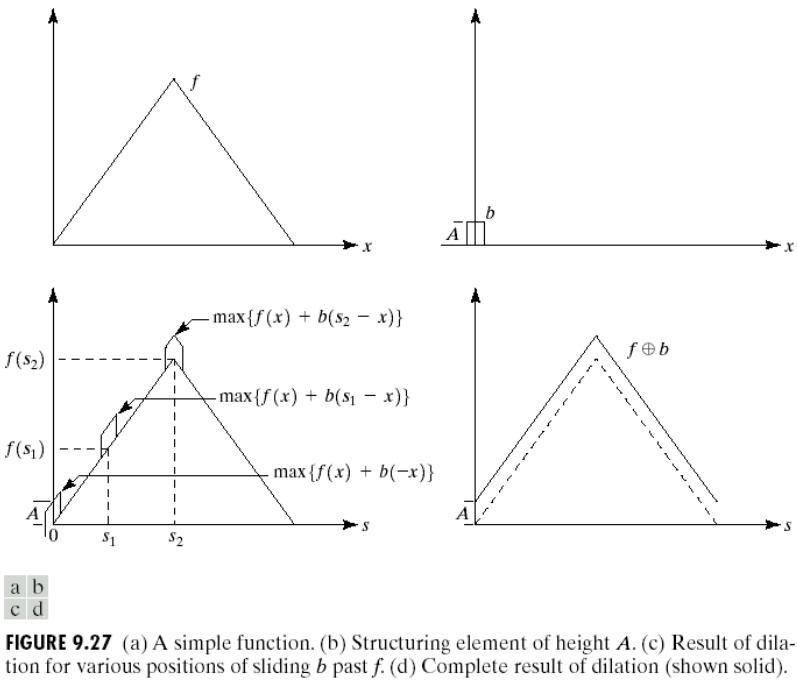 f
x
A
b
x
max{f(x) + b(s₂ − x)}
f(s₂)
max{f(x) + b(s₁ − x)}
f(s₁)
max{f(x) + b(−x)}
A
0
s₁
s₂
s
f⊕b
A
s
a b
c d
FIGURE 9.27 (a) A simple function. (b) Structuring element of height A. (c) Result of dila-
tion for various positions of sliding b past f. (d) Complete result of dilation (shown solid).